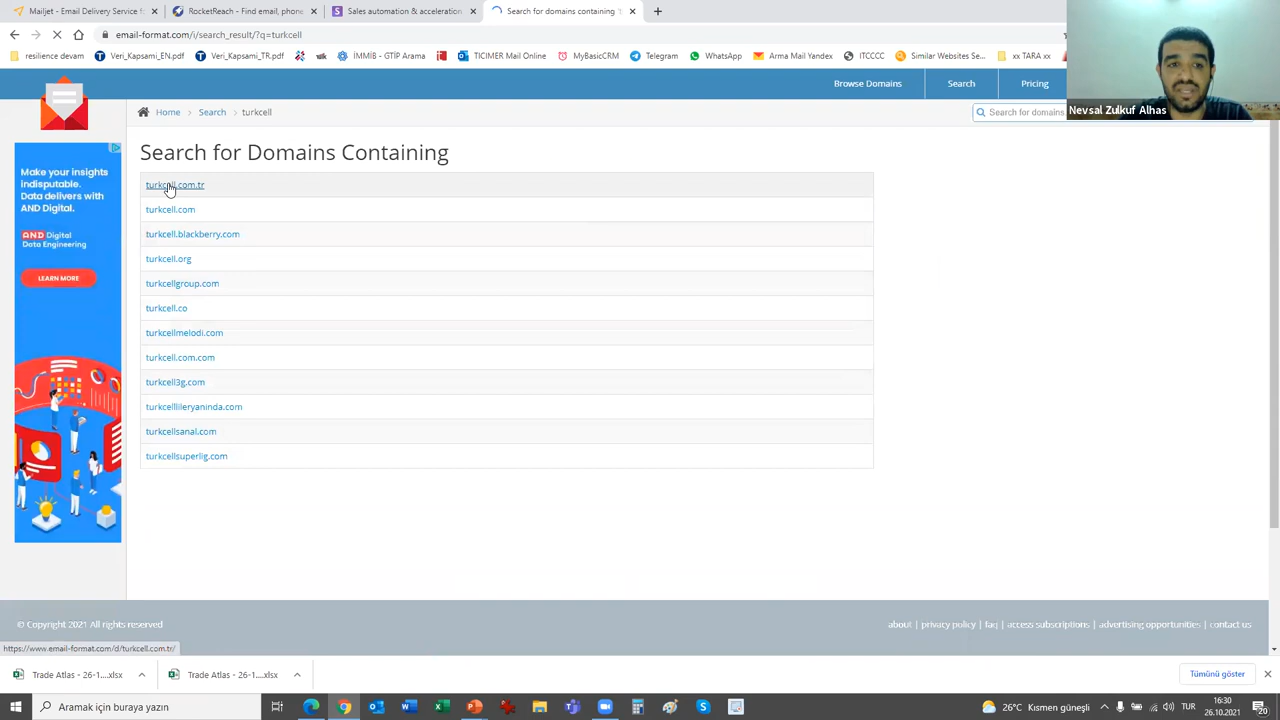 Mailjet - Email Delivery Service fo
RocketReach - Find email, phone
Sales automation & acceleration
Search for domains containing 't
email-format.com/i/search_result/?q=turkcell
resilience devam
Veri_Kapsami_EN.pdf
Veri_Kapsami_TR.pdf
İMMİB - GTİP Arama
TICIMER Mail Online
MyBasicCRM
Telegram
WhatsApp
Arma Mail Yandex
ITCCCC
Similar Websites Se...
xx TARA xx
Browse Domains
Search
Pricing
Nevsal Zulkuf Alhas
Home
Search
turkcell
Search for domains
Search for Domains Containing
turkcell.com.tr
turkcell.com
turkcell.blackberry.com
turkcell.org
turkcellgroup.com
turkcell.co
turkcellmelodi.com
turkcell.com.com
turkcell3g.com
turkcelllileryaninda.com
turkcellsanal.com
turkcellsuperlig.com
Make your insights
indisputable.
Data delivers with
AND Digital.
AND Digital
Data Engineering
LEARN MORE
© Copyright 2021 All rights reserved
about | privacy policy | faq | access subscriptions | advertising opportunities | contact us
https://www.email-format.com/d/turkcell.com.tr/
Trade Atlas - 26-1....xlsx
Trade Atlas - 26-1....xlsx
Tümünü göster
Aramak için buraya yazın
26°C Kısmen güneşli
TUR
16:30
26.10.2021
20